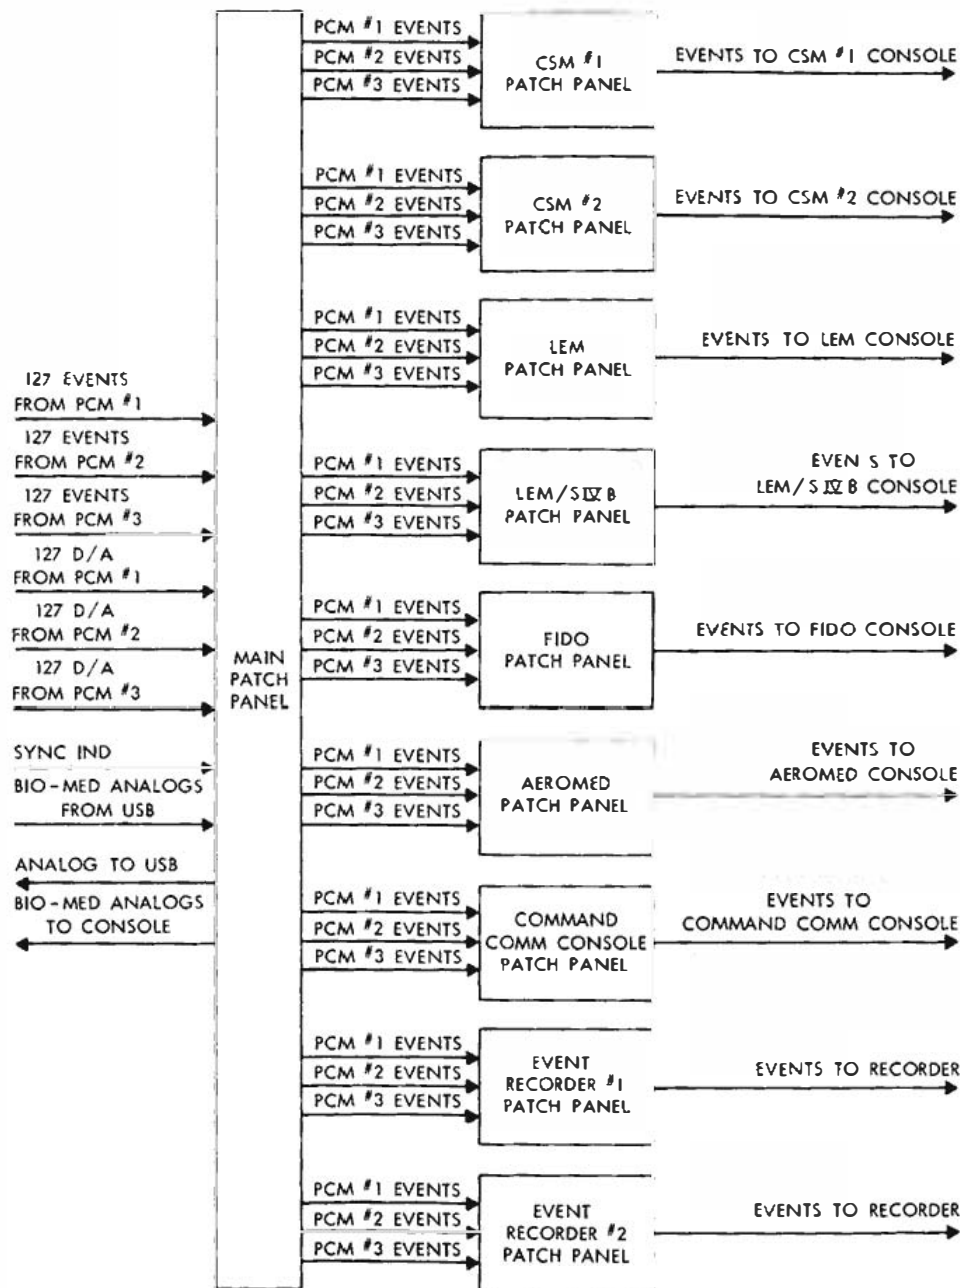 127 EVENTS
FROM PCM #1
127 EVENTS
FROM PCM #2
127 EVENTS
FROM PCM #3
127 D/A
FROM PCM #1
127 D/A
FROM PCM #2
127 D/A
FROM PCM #3
SYNC IND
BIO-MED ANALOGS
FROM USB
ANALOG TO USB
BIO-MED ANALOGS
TO CONSOLE
MAIN
PATCH
PANEL
PCM #1 EVENTS
PCM #2 EVENTS
PCM #3 EVENTS
CSM #1
PATCH PANEL
EVENTS TO CSM #1 CONSOLE
PCM #1 EVENTS
PCM #2 EVENTS
PCM #3 EVENTS
CSM #2
PATCH PANEL
EVENTS TO CSM #2 CONSOLE
PCM #1 EVENTS
PCM #2 EVENTS
PCM #3 EVENTS
LEM
PATCH PANEL
EVENTS TO LEM CONSOLE
PCM #1 EVENTS
PCM #2 EVENTS
PCM #3 EVENTS
LEM/S IV B
PATCH PANEL
EVEN S TO
LEM/S IV B CONSOLE
PCM #1 EVENTS
PCM #2 EVENTS
PCM #3 EVENTS
FIDO
PATCH PANEL
EVENTS TO FIDO CONSOLE
PCM #1 EVENTS
PCM #2 EVENTS
PCM #3 EVENTS
AEROMED
PATCH PANEL
EVENTS TO
AEROMED CONSOLE
PCM #1 EVENTS
PCM #2 EVENTS
PCM #3 EVENTS
COMMAND
COMM CONSOLE
PATCH PANEL
EVENTS TO
COMMAND COMM CONSOLE
PCM #1 EVENTS
PCM #2 EVENTS
PCM #3 EVENTS
EVENT
RECORDER #1
PATCH PANEL
EVENTS TO RECORDER
PCM #1 EVENTS
PCM #2 EVENTS
PCM #3 EVENTS
EVENT
RECORDER #2
PATCH PANEL
EVENTS TO RECORDER